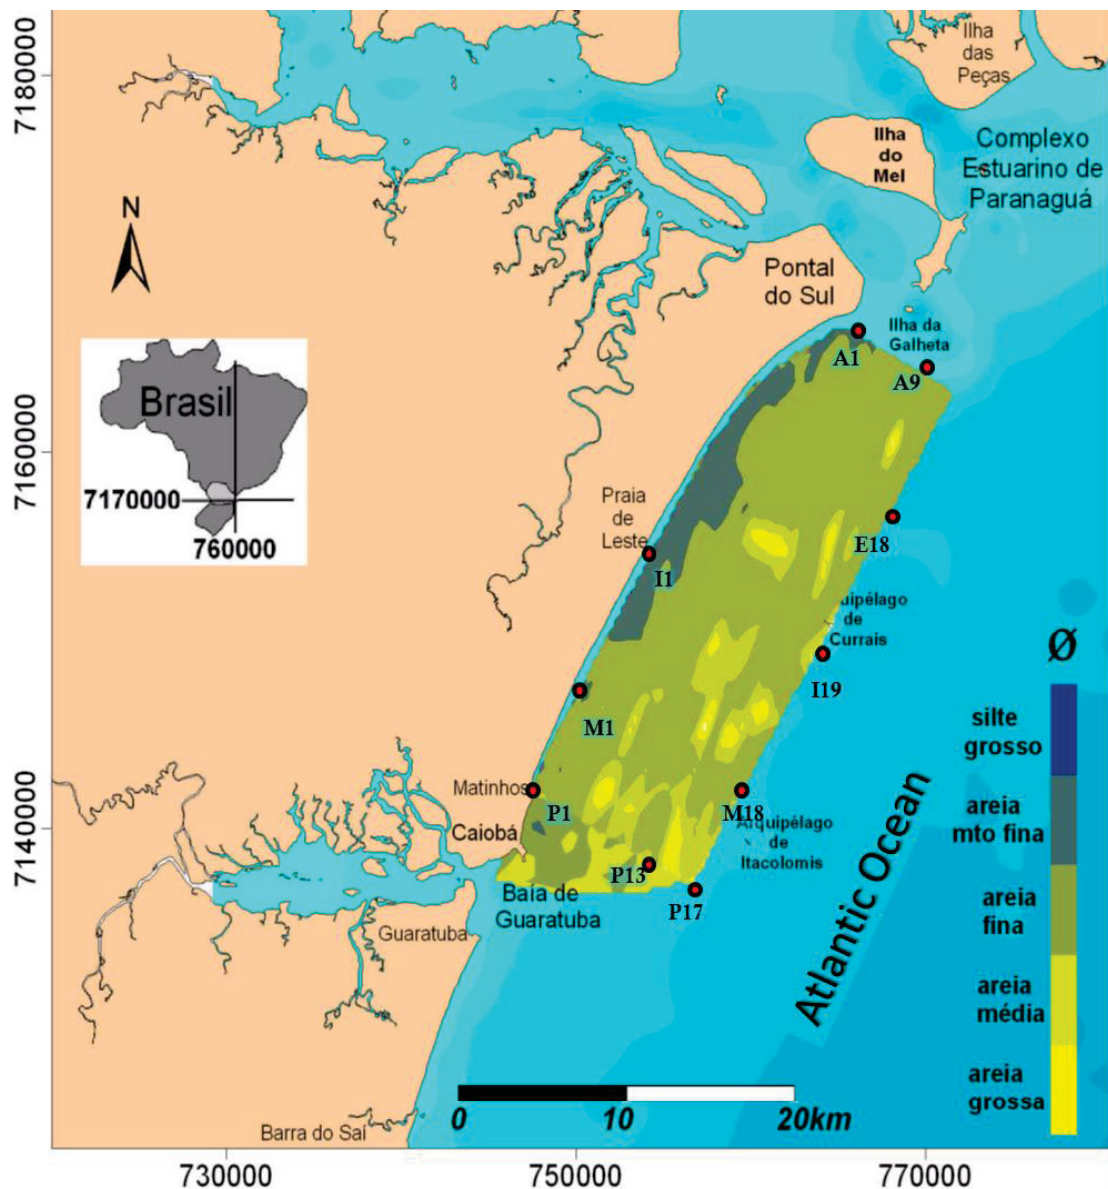 7180000
7160000
7140000
730000
750000
770000
N
Brasil
7170000
760000
Ilha
das
Peças
Ilha
do
Mel
Complexo
Estuarino de
Paranaguá
Pontal
do Sul
Ilha da
Galheta
A1
A9
Praia
de
Leste
I1
E18
uipélago
de
Currais
I19
M1
Matinhos
P1
M18
Arquipélago
de
Itacolomis
Caiobá
P13
P17
Baía de
Guaratuba
Guaratuba
Barra do Saí
Atlantic Ocean
0 10 20km
Ø
silte
grosso
areia
mto fina
areia
fina
areia
média
areia
grossa